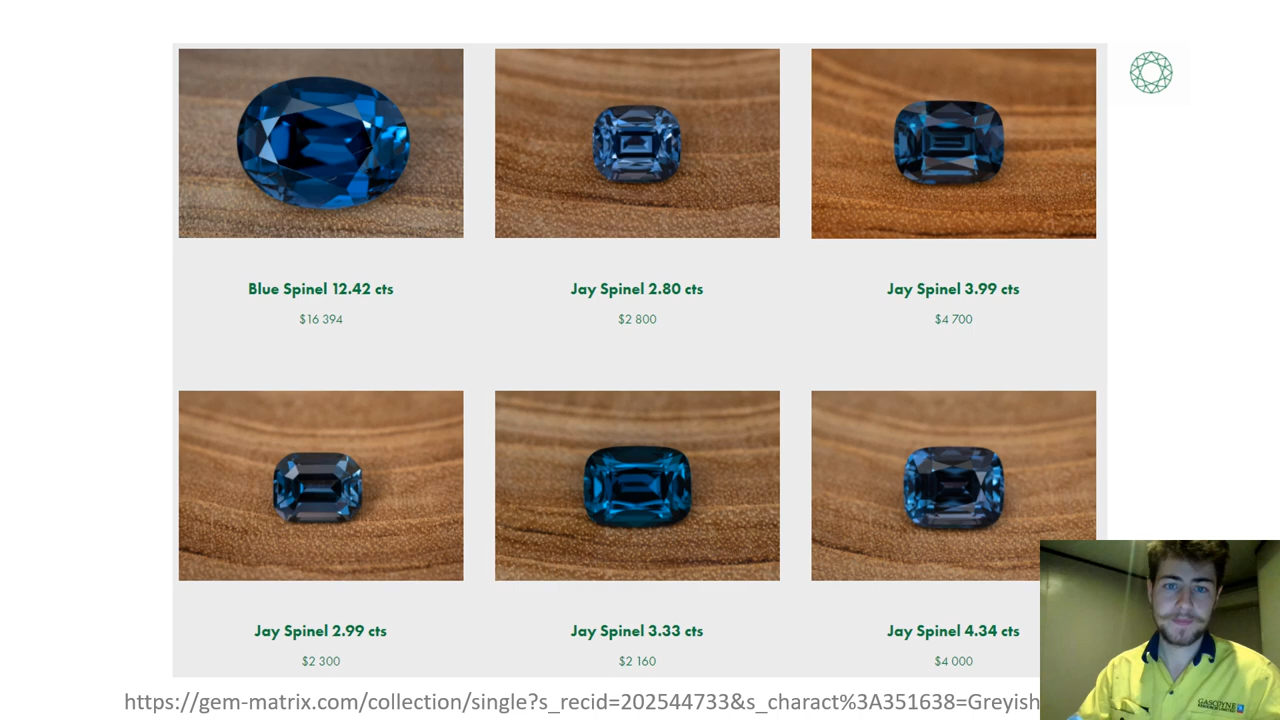 Blue Spinel 12.42 cts
$16 394
Jay Spinel 2.80 cts
$2 800
Jay Spinel 3.99 cts
$4 700
Jay Spinel 2.99 cts
$2 300
Jay Spinel 3.33 cts
$2 160
Jay Spinel 4.34 cts
$4 000
https://gem-matrix.com/collection/single?s_recid=202544733&s_charact%3A351638=Greyish
GASCOYNE